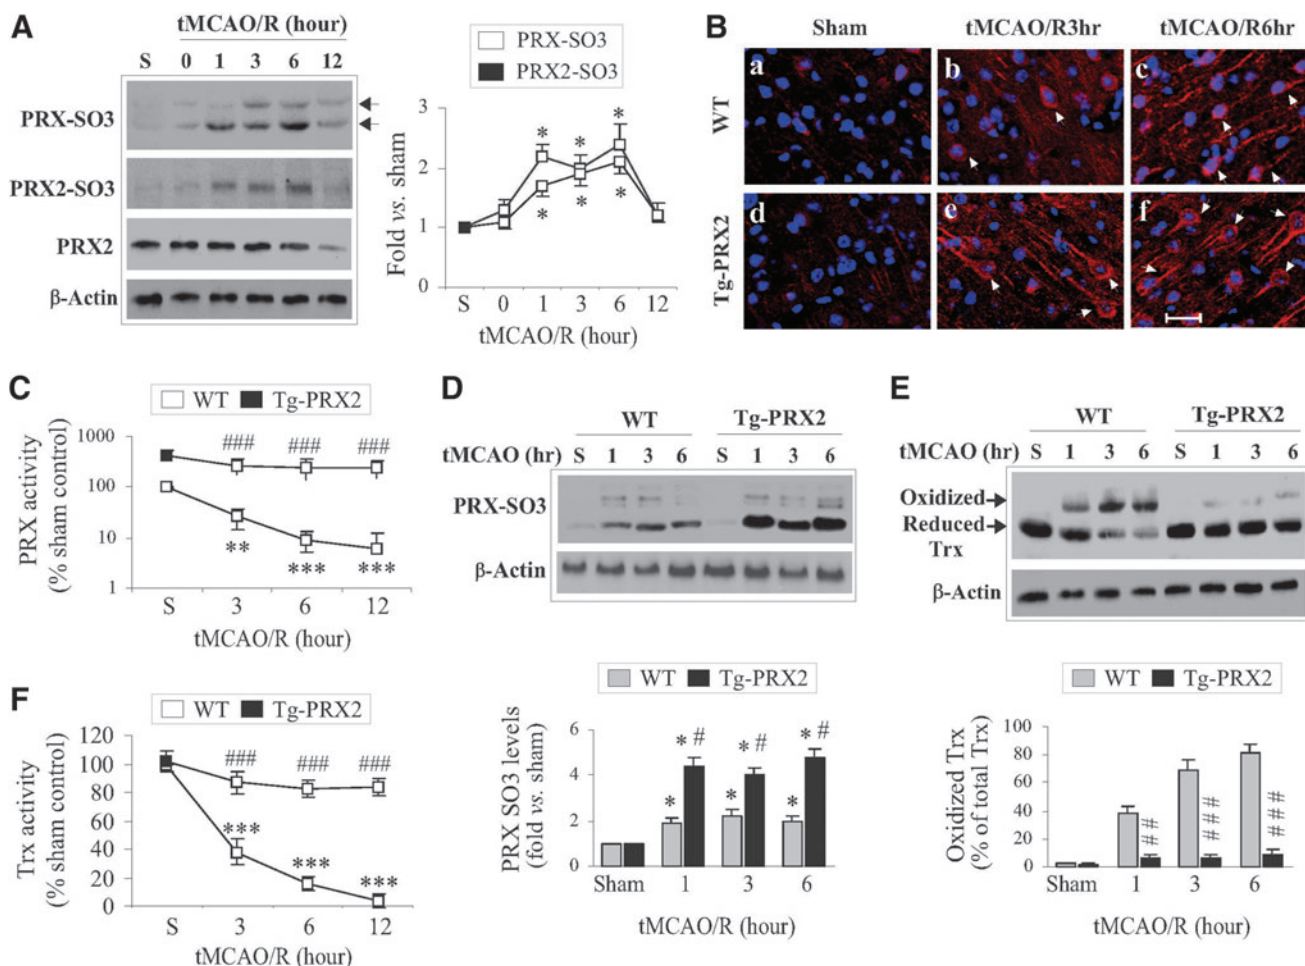 A
tMCAO/R (hour)
S 0 1 3 6 12
PRX-SO3
PRX2-SO3
PRX2
β-Actin
PRX-SO3
PRX2-SO3
Fold vs. sham
3
2
1
0
* * *
* * *
S 0 1 3 6 12
tMCAO/R (hour)
B
Sham tMCAO/R3hr tMCAO/R6hr
WT
a b c
Tg-PRX2
d e f
C
WT Tg-PRX2
PRX activity
(% sham control)
1000
100
10
1
### ### ###
** *** ***
S 3 6 12
tMCAO/R (hour)
D
WT Tg-PRX2
tMCAO (hr) S 1 3 6 S 1 3 6
PRX-SO3
β-Actin
WT Tg-PRX2
PRX SO3 levels
(fold vs. sham)
6
4
2
0
* * # * * # * * #
Sham 1 3 6
tMCAO/R (hour)
E
WT Tg-PRX2
tMCAO (hr) S 1 3 6 S 1 3 6
Oxidized
Reduced
Trx
β-Actin
WT Tg-PRX2
Oxidized Trx
(% of total Trx)
100
80
60
40
20
0
## ### ###
Sham 1 3 6
tMCAO/R (hour)
F
WT Tg-PRX2
Trx activity
(% sham control)
120
100
80
60
40
20
0
### ### ###
*** *** ***
S 3 6 12
tMCAO/R (hour)